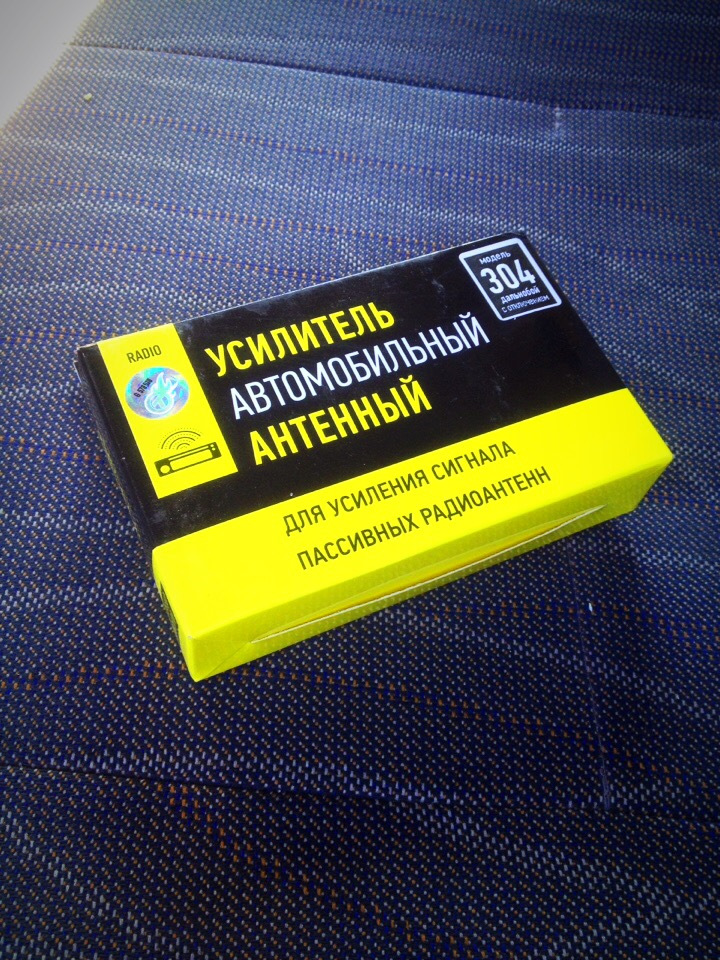 RADIO
УСИЛИТЕЛЬ
АВТОМОБИЛЬНЫЙ
АНТЕННЫЙ
модель
304
дальнобой
с отключением
ДЛЯ УСИЛЕНИЯ СИГНАЛА
ПАССИВНЫХ РАДИОАНТЕНН